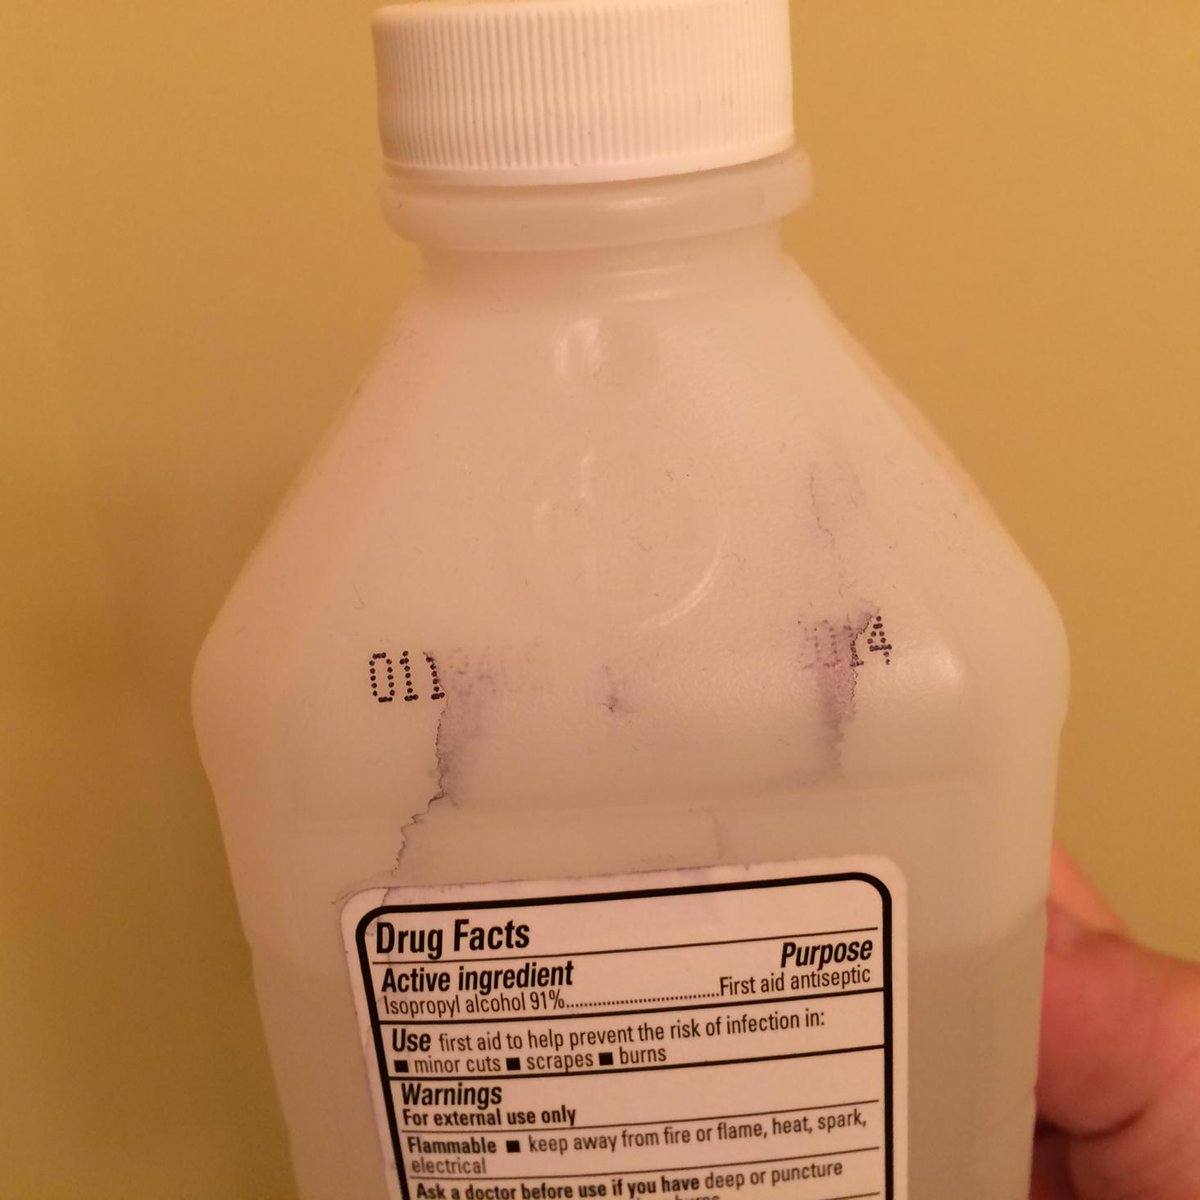 011
14
Drug Facts
Active ingredient Purpose
Isopropyl alcohol 91%..................................First aid antiseptic
Use first aid to help prevent the risk of infection in:
■ minor cuts ■ scrapes ■ burns
Warnings
For external use only
Flammable ■ keep away from fire or flame, heat, spark,
electrical
Ask a doctor before use if you have deep or puncture
burns